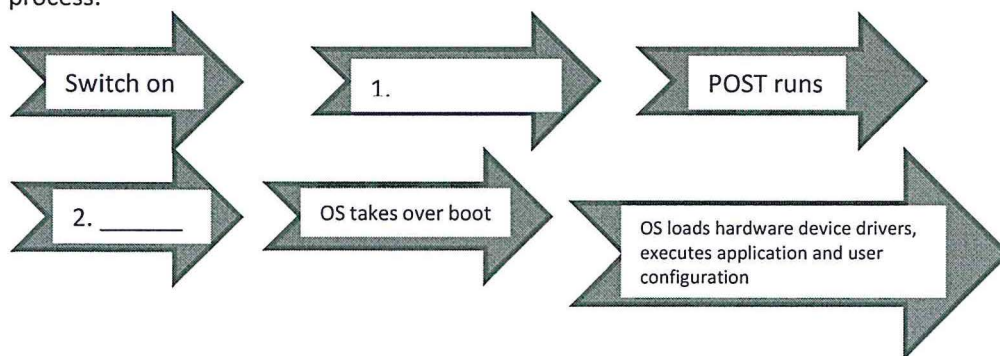 process.
Switch on
1.
POST runs
2. ______
OS takes over boot
OS loads hardware device drivers,
executes application and user
configuration